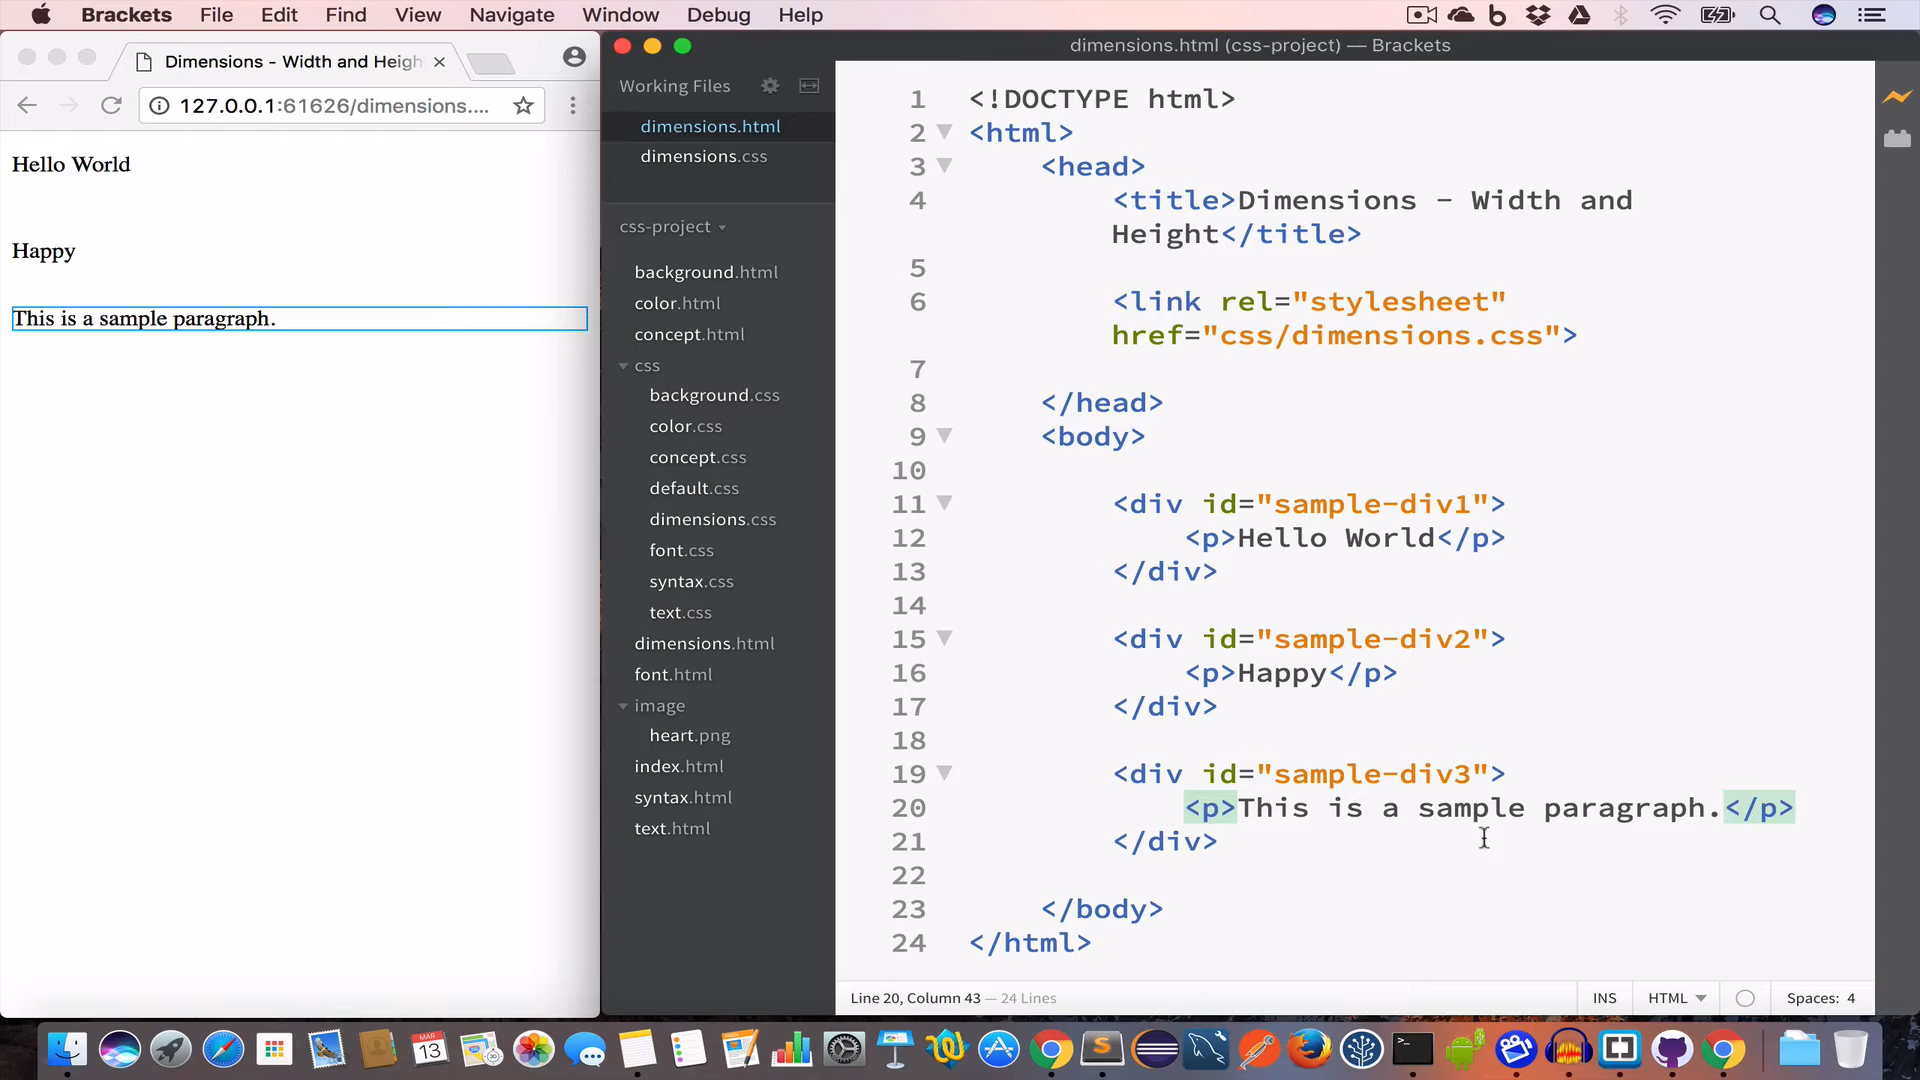 Brackets File Edit Find View Navigate Window Debug Help
Dimensions - Width and Heigh
127.0.0.1:61626/dimensions....
Hello World
Happy
This is a sample paragraph.
dimensions.html (css-project) — Brackets
Working Files
dimensions.html
dimensions.css
css-project
background.html
color.html
concept.html
css
background.css
color.css
concept.css
default.css
dimensions.css
font.css
syntax.css
text.css
dimensions.html
font.html
image
heart.png
index.html
syntax.html
text.html
1 <!DOCTYPE html>
2 <html>
3 <head>
4 <title>Dimensions - Width and
Height</title>
5
6 <link rel="stylesheet"
href="css/dimensions.css">
7
8 </head>
9 <body>
10
11 <div id="sample-div1">
12 <p>Hello World</p>
13 </div>
14
15 <div id="sample-div2">
16 <p>Happy</p>
17 </div>
18
19 <div id="sample-div3">
20 <p>This is a sample paragraph.</p>
21 </div>
22
23 </body>
24 </html>
Line 20, Column 43 — 24 Lines
INS HTML Spaces: 4
MAR
13